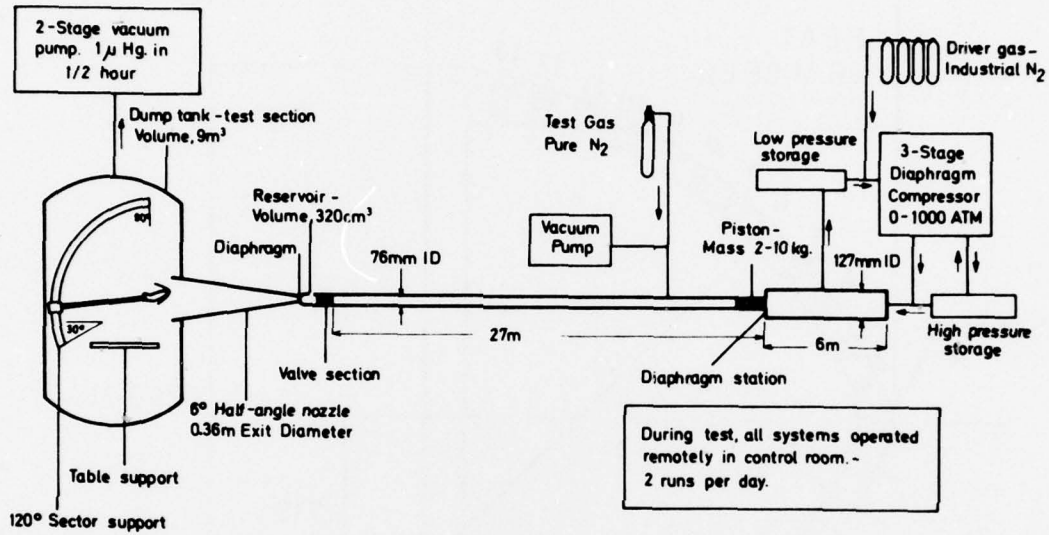 2-Stage vacuum
pump. 1μ Hg. in
1/2 hour
Dump tank-test section
Volume, 9m³
90°
30°
Table support
120° Sector support
Reservoir-
Volume, 320cm³
Diaphragm
76mm ID
Valve section
6° Half-angle nozzle
0.36m Exit Diameter
27m
Test Gas
Pure N₂
Vacuum
Pump
Piston-
Mass 2-10kg.
Low pressure
storage
127mm ID
6m
Diaphragm station
Driver gas-
Industrial N₂
3-Stage
Diaphragm
Compressor
0-1000 ATM
High pressure
storage
During test, all systems operated
remotely in control room.-
2 runs per day.